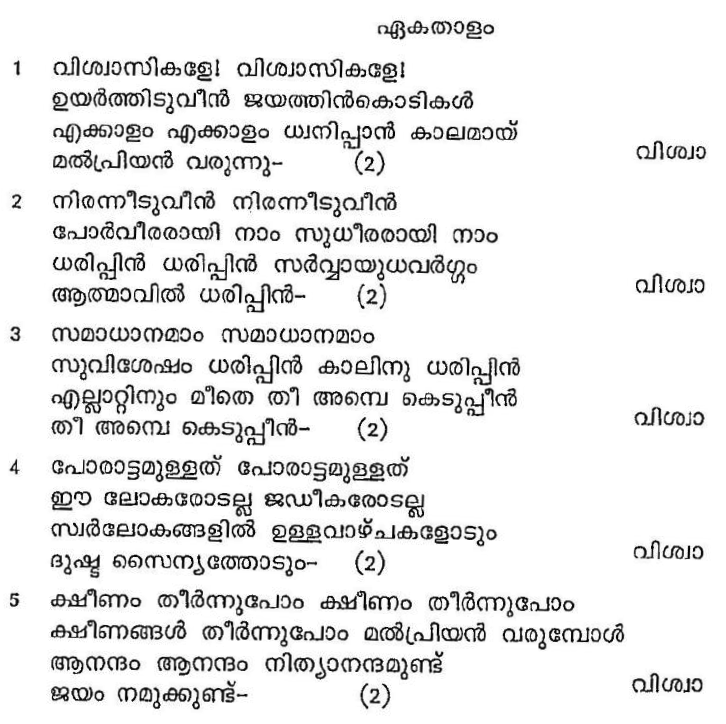 ഏകതാളം
1 വിശ്വാസികളേ! വിശ്വാസികളേ!
ഉയർത്തിടുവീൻ ജയത്തിൻകൊടികൾ
എക്കാളം എക്കാളം ധ്വനിപ്പാൻ കാലമായ്
മൽപ്രിയൻ വരുന്നു- (2) വിശ്വാ
2 നിരന്നീടുവീൻ നിരന്നീടുവീൻ
പോർവീരരായി നാം സുധീരരായി നാം
ധരിപ്പിൻ ധരിപ്പിൻ സർവ്വായുധവർഗ്ഗം
ആത്മാവിൽ ധരിപ്പിൻ- (2) വിശ്വാ
3 സമാധാനമാം സമാധാനമാം
സുവിശേഷം ധരിപ്പിൻ കാലിനു ധരിപ്പിൻ
എല്ലാറ്റിനും മീതെ തീ അമ്പെ കെടുപ്പീൻ
തീ അമ്പെ കെടുപ്പീൻ- (2) വിശ്വാ
4 പോരാട്ടമുള്ളത് പോരാട്ടമുള്ളത്
ഈ ലോകരോടല്ല ജഡീകരോടല്ല
സ്വർലോകങ്ങളിൽ ഉള്ളവാഴ്ചകളോടും
ദുഷ്ട സൈന്യത്തോടും- (2) വിശ്വാ
5 ക്ഷീണം തീർന്നുപോം ക്ഷീണം തീർന്നുപോം
ക്ഷീണങ്ങൾ തീർന്നുപോം മൽപ്രിയൻ വരുമ്പോൾ
ആനന്ദം ആനന്ദം നിത്യാനന്ദമുണ്ട്
ജയം നമുക്കുണ്ട്- (2) വിശ്വാ